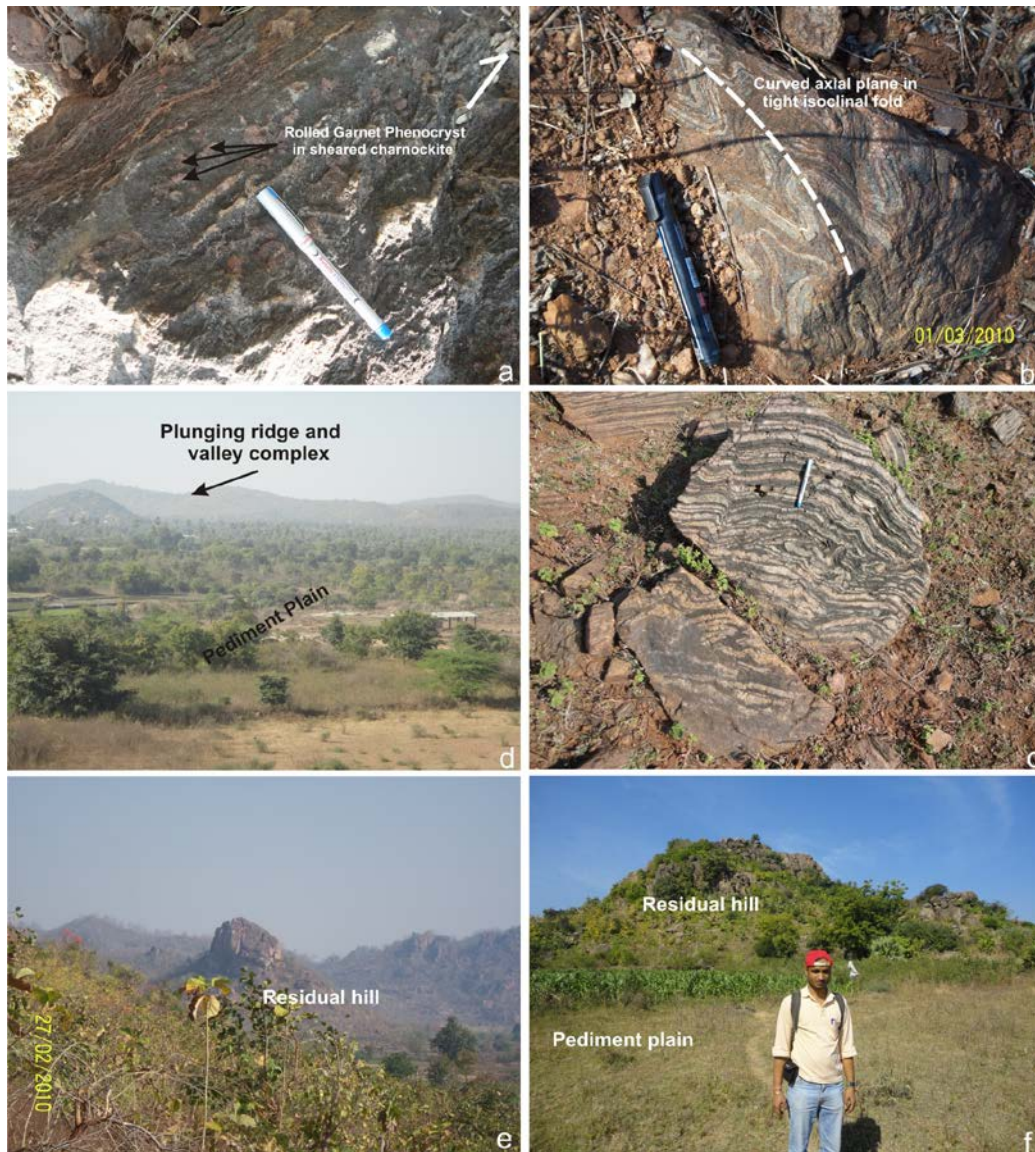 Rolled Garnet Phenocryst
in sheared charnockite
a
Curved axial plane in
tight isoclinal fold
01/03/2010
b
Plunging ridge and
valley complex
Pediment Plain
d
c
Residual hill
27/02/2010
e
Residual hill
Pediment plain
f